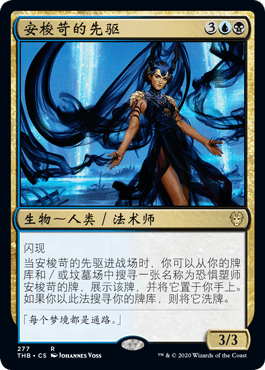 安梭苛的先驱 3
生物～人类／法术师
闪现
当安梭苛的先驱进战场时，你可以从你的牌
库和／或坟墓场中搜寻一张名称为恐惧塑师
安梭苛的牌，展示该牌，并将它置于你手上。
如果你以此法搜寻你的牌库，则将它洗牌。
「每个梦境都是通路。」
277 R
THB • CS Johannes Voss
3/3
™ & © 2020 Wizards of the Coast